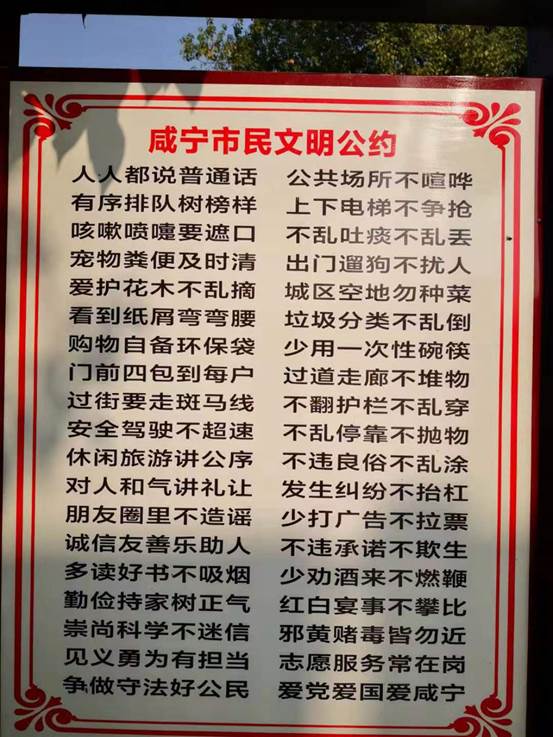 咸宁市民文明公约
人人都说普通话 公共场所不喧哗
有序排队树榜样 上下电梯不争抢
咳嗽喷嚏要遮口 不乱吐痰不乱丢
宠物粪便及时清 出门遛狗不扰人
爱护花木不乱摘 城区空地勿种菜
看到纸屑弯弯腰 垃圾分类不乱倒
购物自备环保袋 少用一次性碗筷
门前四包到每户 过道走廊不堆物
过街要走斑马线 不翻护栏不乱穿
安全驾驶不超速 不乱停靠不抛物
休闲旅游讲公序 不违良俗不乱涂
对人和气讲礼让 发生纠纷不抬杠
朋友圈里不造谣 少打广告不拉票
诚信友善乐助人 不违承诺不欺生
多读好书不吸烟 少劝酒来不燃鞭
勤俭持家树正气 红白宴事不攀比
崇尚科学不迷信 邪黄赌毒皆勿近
见义勇为有担当 志愿服务常在岗
争做守法好公民 爱党爱国爱咸宁